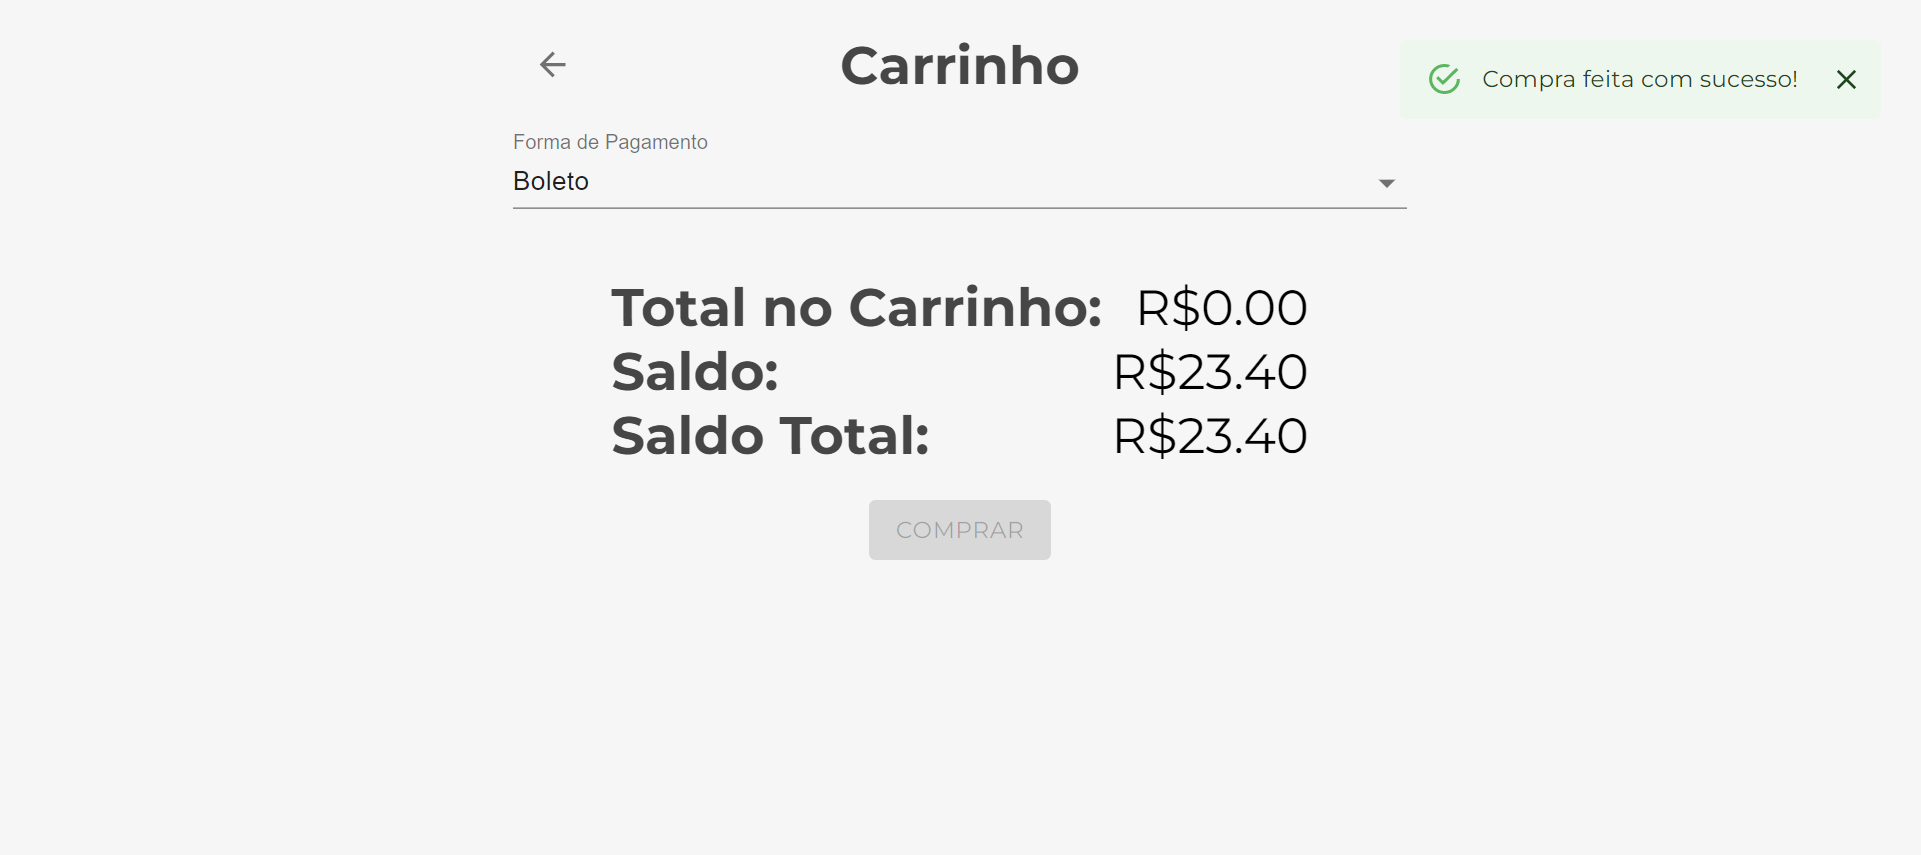 Carrinho
Compra feita com sucesso!
Forma de Pagamento
Boleto
Total no Carrinho: R$0.00
Saldo: R$23.40
Saldo Total: R$23.40
COMPRAR